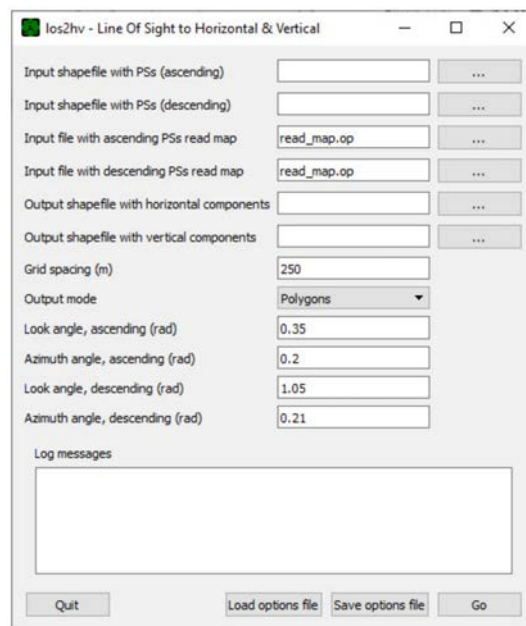 los2hv - Line Of Sight to Horizontal & Vertical
Input shapefile with PSs (ascending) ...
Input shapefile with PSs (descending) ...
Input file with ascending PSs read map read_map.op ...
Input file with descending PSs read map read_map.op ...
Output shapefile with horizontal components ...
Output shapefile with vertical components ...
Grid spacing (m) 250
Output mode Polygons
Look angle, ascending (rad) 0.35
Azimuth angle, ascending (rad) 0.2
Look angle, descending (rad) 1.05
Azimuth angle, descending (rad) 0.21
Log messages
Quit Load options file Save options file Go